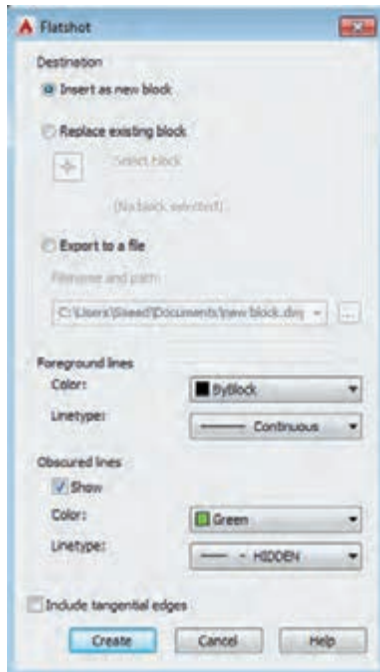 Flatshot
Destination
Insert as new block
Replace existing block
Select block
(No block selected)
Export to a file
Filename and path:
C:\Users\Saeed\Documents\new block.dwg
...
Foreground lines
Color:
ByBlock
Linetype:
Continuous
Obscured lines
Show
Color:
Green
Linetype:
HIDDEN
Include tangential edges
Create
Cancel
Help